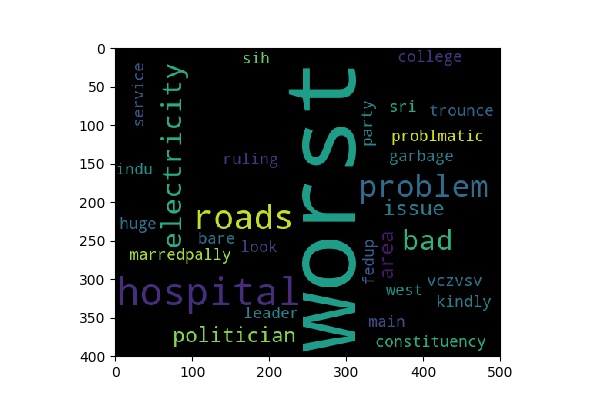 0
50
100
150
200
250
300
350
400
0
100
200
300
400
500
sih
college
service
electricity
worst
party
sri
trounce
problmatic
garbage
ruling
indu
problem
issue
roads
huge
bare
look
marredpally
fedup
area
bad
hospital
west
vczvsv
kindly
leader
main
politician
constituency